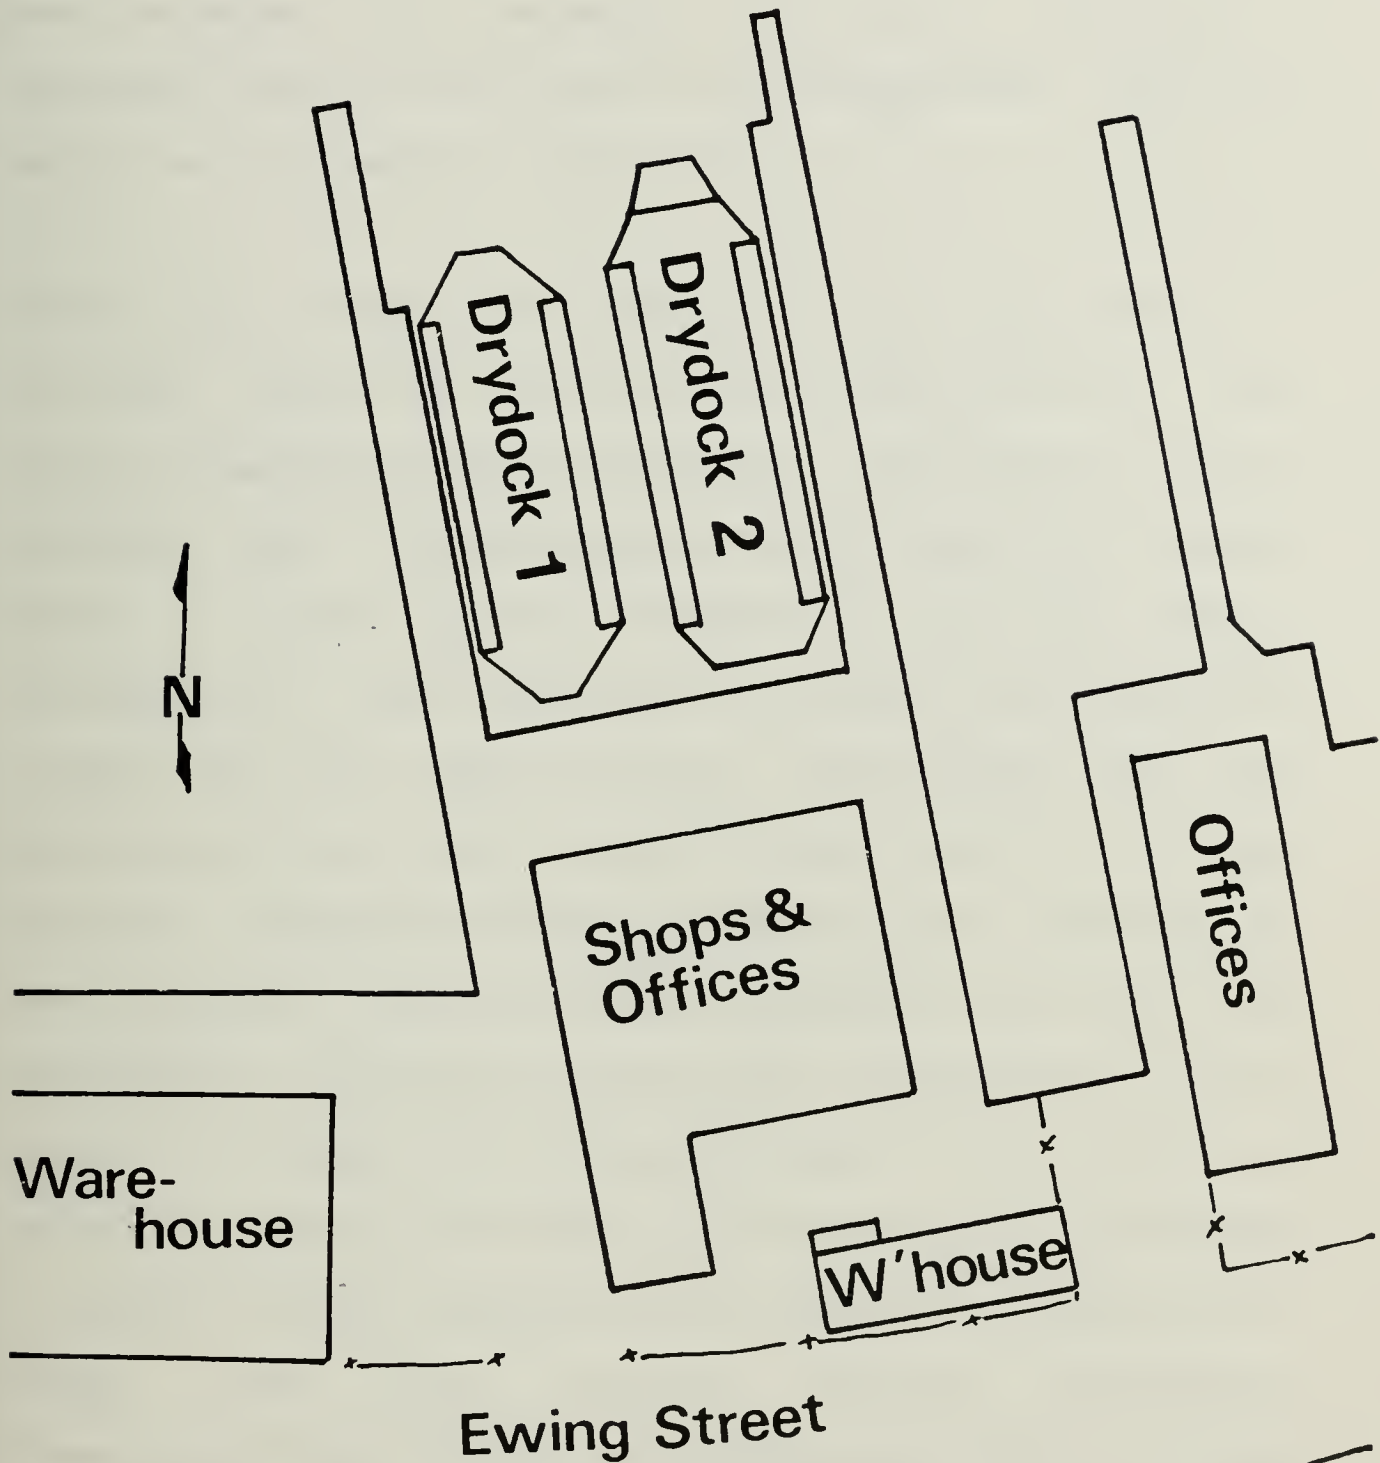 Drydock 1
Drydock 2
N
Shops &
Offices
Offices
Ware-
house
W'house
Ewing Street